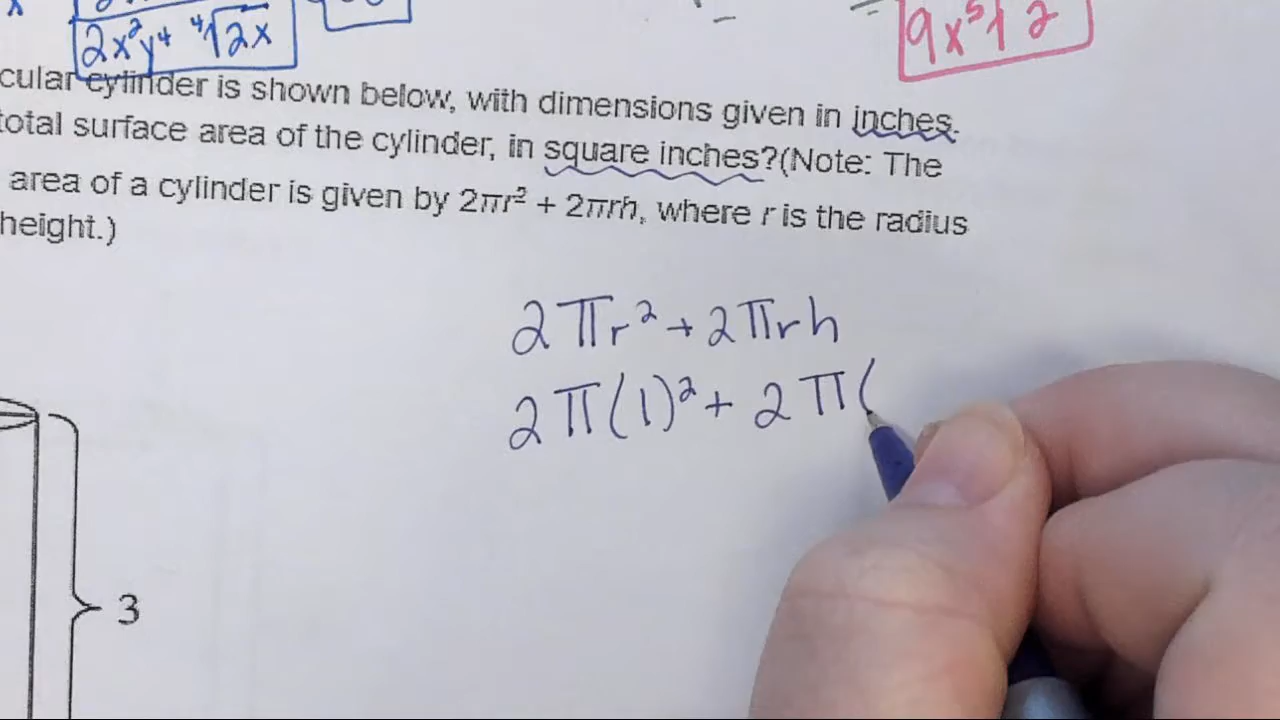 2x²y⁴ ⁴√2x
9x⁵√2
cular cylinder is shown below, with dimensions given in inches.
total surface area of the cylinder, in square inches?(Note: The
area of a cylinder is given by 2πr² + 2πrh, where r is the radius
height.)
2πr² + 2πrh
2π(1)² + 2π(
3